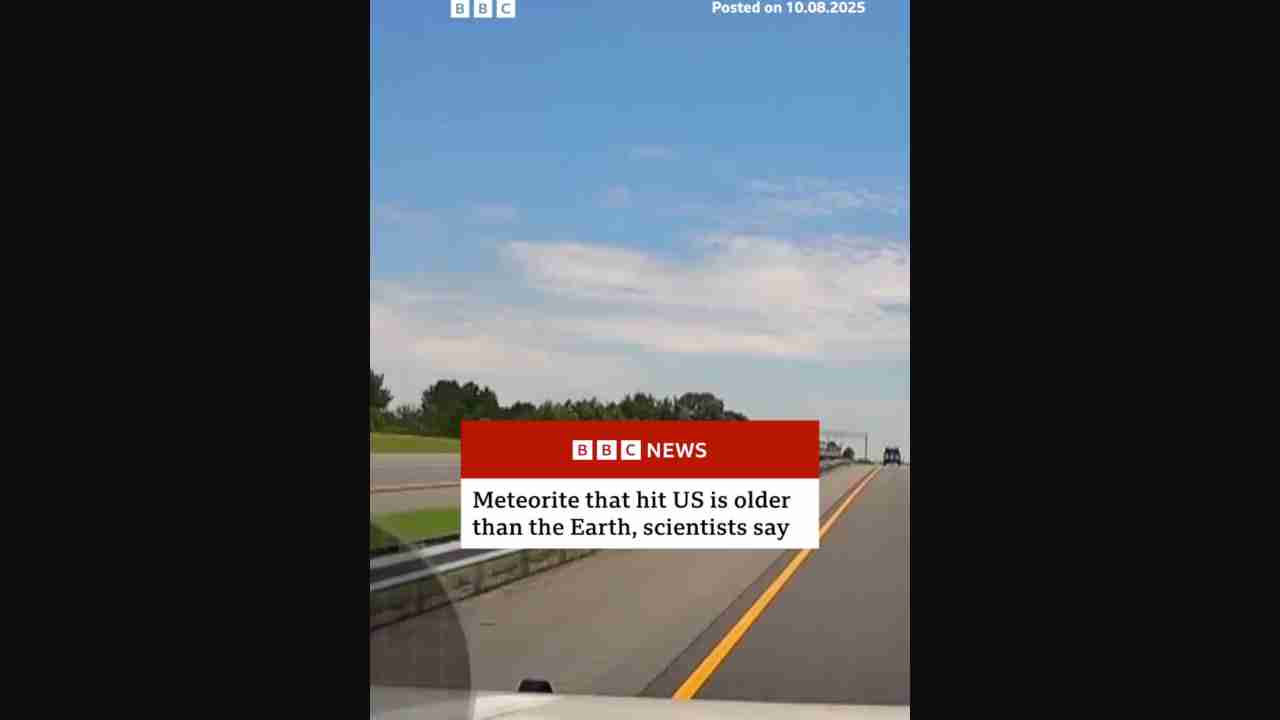 BBC
Posted on 10.08.2025
BBC NEWS
Meteorite that hit US is older
than the Earth, scientists say